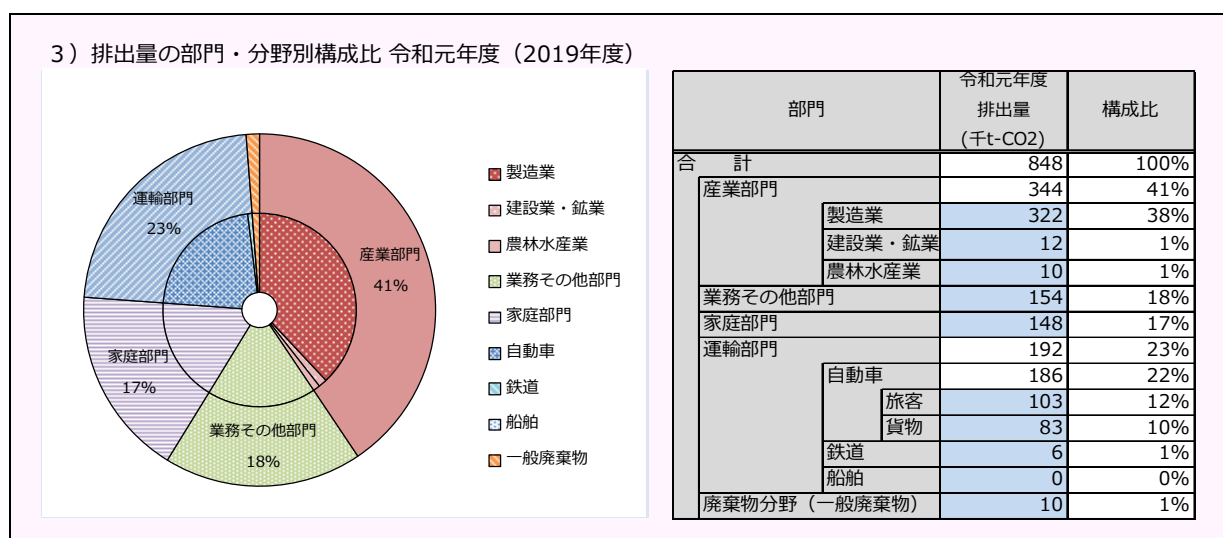 3）排出量の部門・分野別構成比 令和元年度（2019年度）
運輸部門
23%
産業部門
41%
家庭部門
17%
業務その他部門
18%
製造業
建設業・鉱業
農林水産業
業務その他部門
家庭部門
自動車
鉄道
船舶
一般廃棄物
部門 令和元年度 排出量 (千t-CO2) 構成比
合　計 848 100%
産業部門 344 41%
製造業 322 38%
建設業・鉱業 12 1%
農林水産業 10 1%
業務その他部門 154 18%
家庭部門 148 17%
運輸部門 192 23%
自動車 186 22%
旅客 103 12%
貨物 83 10%
鉄道 6 1%
船舶 0 0%
廃棄物分野（一般廃棄物） 10 1%